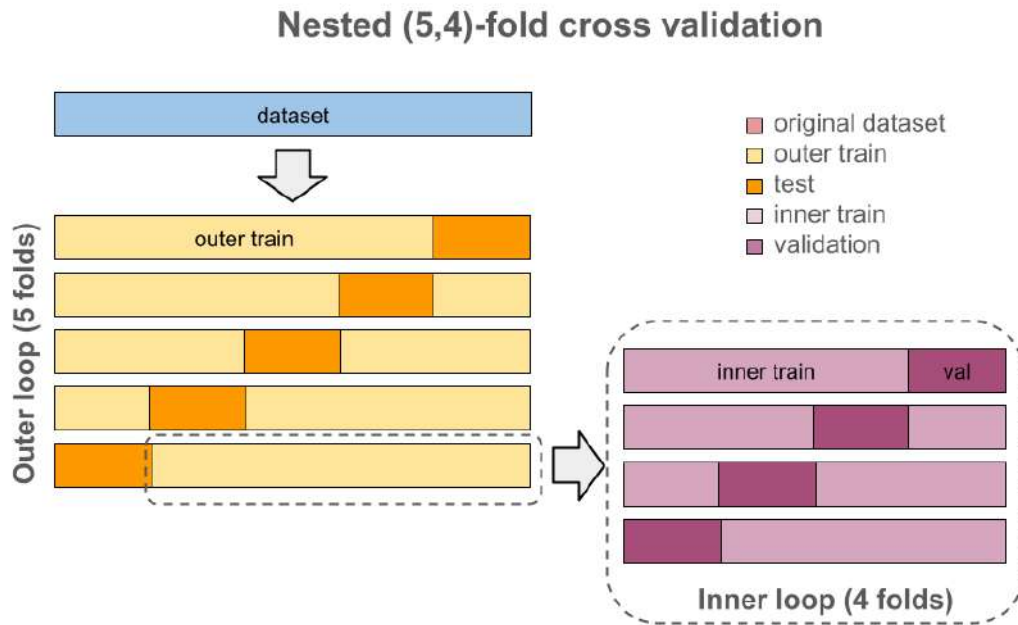 Nested (5,4)-fold cross validation
dataset
original dataset
outer train
test
inner train
validation
Outer loop (5 folds)
outer train
inner train
val
Inner loop (4 folds)